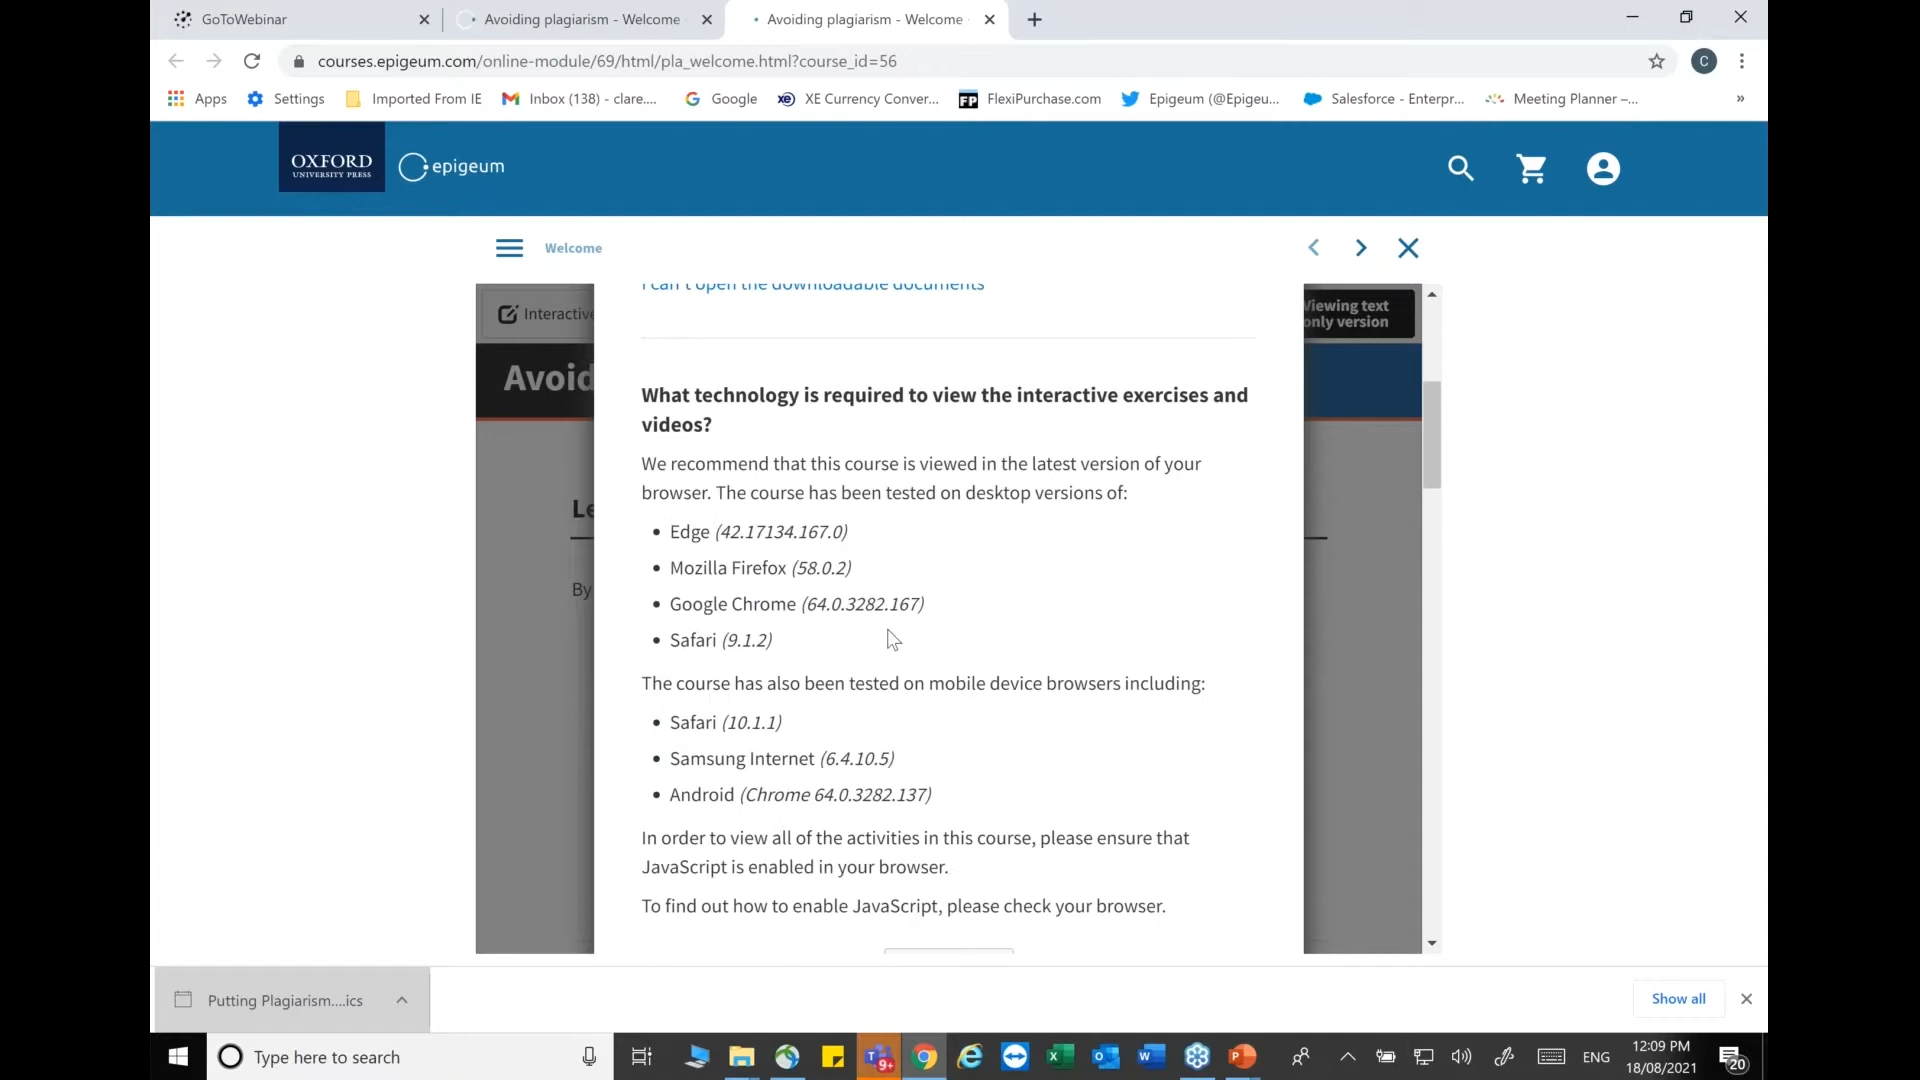 GoToWebinar
Avoiding plagiarism - Welcome
Avoiding plagiarism - Welcome
courses.epigeum.com/online-module/69/html/pla_welcome.html?course_id=56
C
Apps
Settings
Imported From IE
Inbox (138) - clare....
Google
XE Currency Conver...
FlexiPurchase.com
Epigeum (@Epigeu...
Salesforce - Enterpr...
Meeting Planner –...
»
OXFORD
UNIVERSITY PRESS
epigeum
Welcome
I can't open the downloadable documents
Interactive
Viewing text
only version
Avoid
What technology is required to view the interactive exercises and
videos?
We recommend that this course is viewed in the latest version of your
browser. The course has been tested on desktop versions of:
Le
• Edge (42.17134.167.0)
• Mozilla Firefox (58.0.2)
By
• Google Chrome (64.0.3282.167)
• Safari (9.1.2)
The course has also been tested on mobile device browsers including:
• Safari (10.1.1)
• Samsung Internet (6.4.10.5)
• Android (Chrome 64.0.3282.137)
In order to view all of the activities in this course, please ensure that
JavaScript is enabled in your browser.
To find out how to enable JavaScript, please check your browser.
Putting Plagiarism....ics
Show all
Type here to search
9+
ENG
12:09 PM
18/08/2021
20